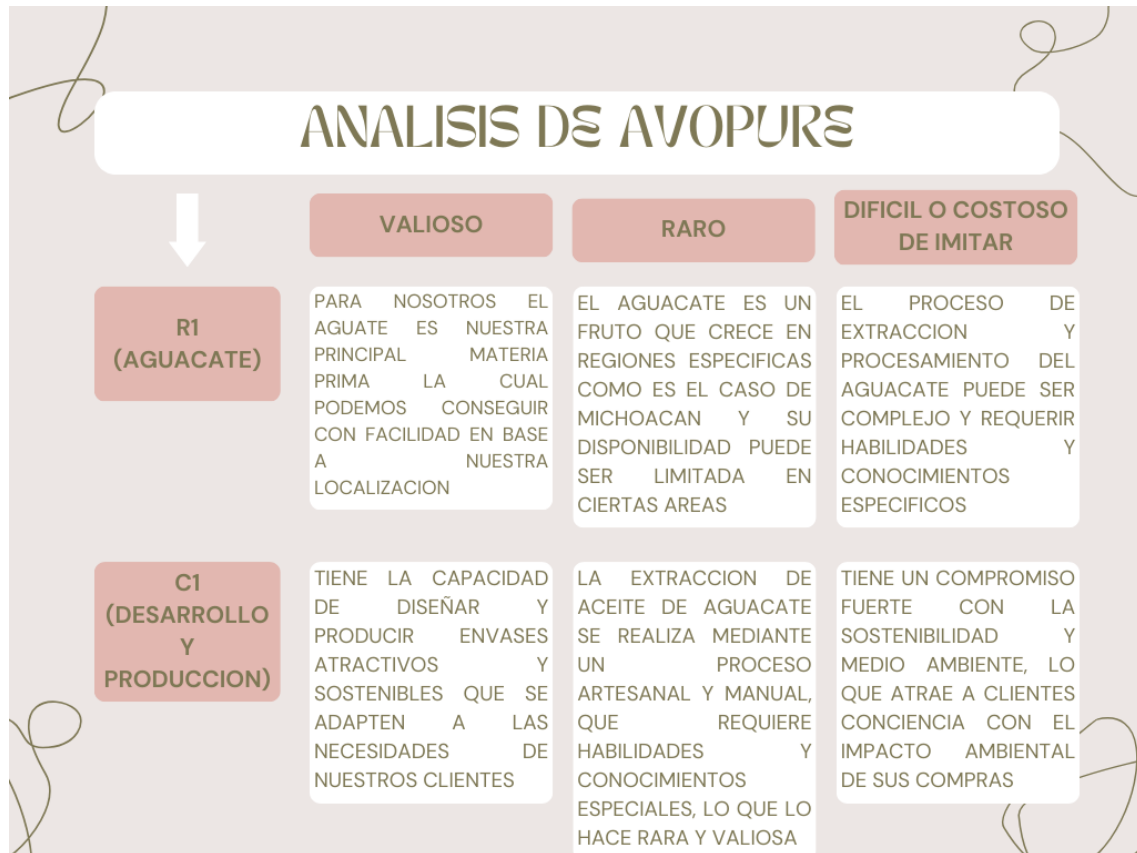 ANALISIS DE AVOPURE
VALIOSO
RARO
DIFICIL O COSTOSO
DE IMITAR
R1
(AGUACATE)
PARA NOSOTROS EL
AGUATE ES NUESTRA
PRINCIPAL MATERIA
PRIMA LA CUAL
PODEMOS CONSEGUIR
CON FACILIDAD EN BASE
A NUESTRA
LOCALIZACION
EL AGUACATE ES UN
FRUTO QUE CRECE EN
REGIONES ESPECIFICAS
COMO ES EL CASO DE
MICHOACAN Y SU
DISPONIBILIDAD PUEDE
SER LIMITADA EN
CIERTAS AREAS
EL PROCESO DE
EXTRACCION Y
PROCESAMIENTO DEL
AGUACATE PUEDE SER
COMPLEJO Y REQUERIR
HABILIDADES Y
CONOCIMIENTOS
ESPECIFICOS
C1
(DESARROLLO
Y
PRODUCCION)
TIENE LA CAPACIDAD
DE DISEÑAR Y
PRODUCIR ENVASES
ATRACTIVOS Y
SOSTENIBLES QUE SE
ADAPTEN A LAS
NECESIDADES DE
NUESTROS CLIENTES
LA EXTRACCION DE
ACEITE DE AGUACATE
SE REALIZA MEDIANTE
UN PROCESO
ARTESANAL Y MANUAL,
QUE REQUIERE
HABILIDADES Y
CONOCIMIENTOS
ESPECIALES, LO QUE LO
HACE RARA Y VALIOSA
TIENE UN COMPROMISO
FUERTE CON LA
SOSTENIBILIDAD Y
MEDIO AMBIENTE, LO
QUE ATRAE A CLIENTES
CONCIENCIA CON EL
IMPACTO AMBIENTAL
DE SUS COMPRAS